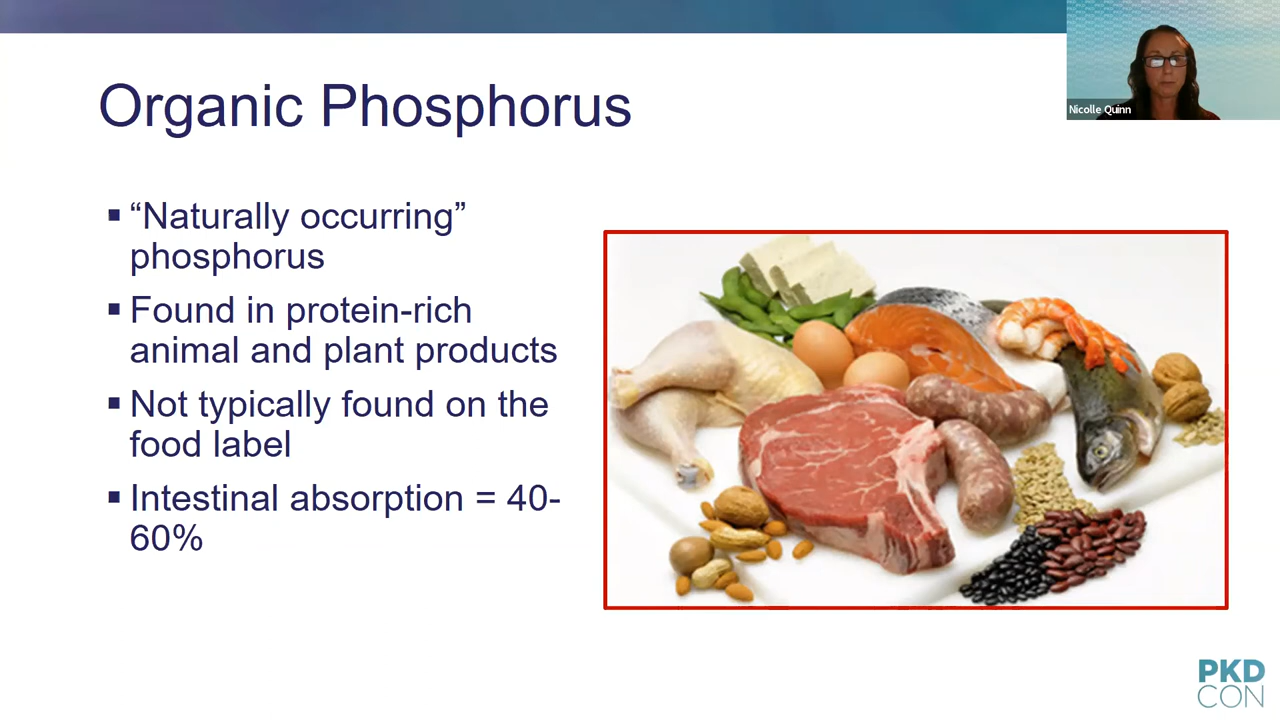 Organic Phosphorus
Nicolle Quinn
▪ “Naturally occurring”
phosphorus
▪ Found in protein-rich
animal and plant products
▪ Not typically found on the
food label
▪ Intestinal absorption = 40-
60%
PKD
CON